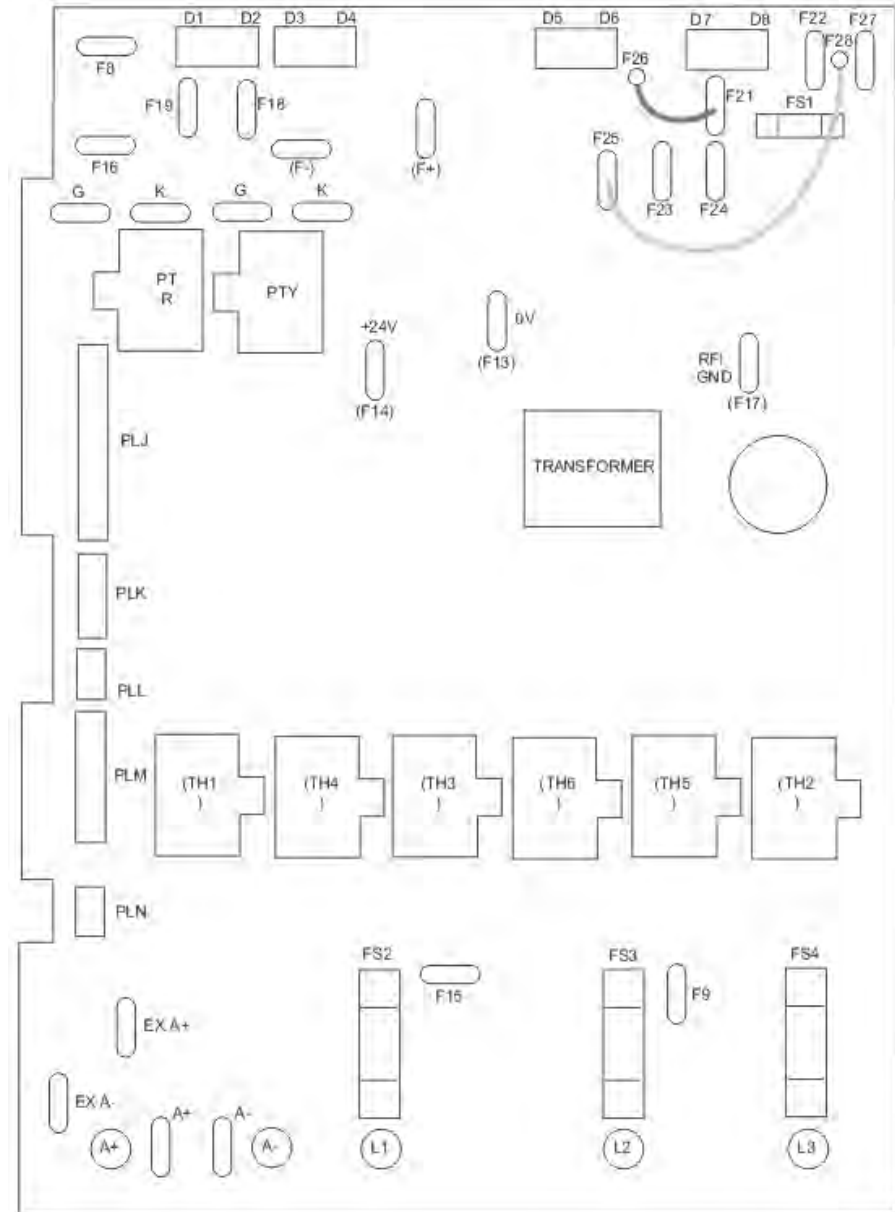 D1 D2 D3 D4 D5 D6 D7 D8 F22 F27
F8
F26
F28
F19
F18
F21
FS1
F16
(F-)
(F+)
F25
F23
F24
G K G K
PT
R
PTY
+24V
0V
(F14)
(F13)
RFI
GND
(F17)
PLJ
TRANSFORMER
PLK
PLL
PLM
(TH1
)
(TH4
)
(TH3
)
(TH6
)
(TH5
)
(TH2
)
PLN
FS2
FS3
FS4
F15
F9
EX A+
EX A-
A+
A-
A+
A-
L1
L2
L3